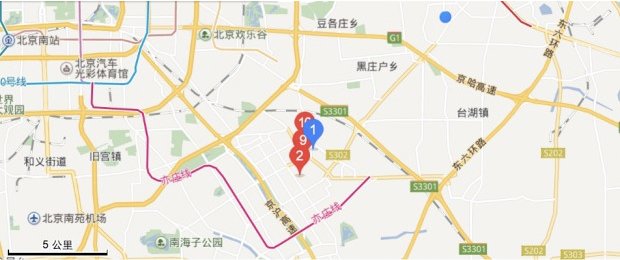 豆各庄乡
北京欢乐谷
北京南站
G1
北京汽车
光彩体育馆
黑庄户乡
东六环路
京哈高速
0号线
世界
大观园
S3301
台湖镇
10
1
9
2
S302
旧宫镇
和义街道
S202
东六环路
亦庄线
S3301
京沪高速
亦庄线
北京南苑机场
南海子公园
5 公里
S202
S33